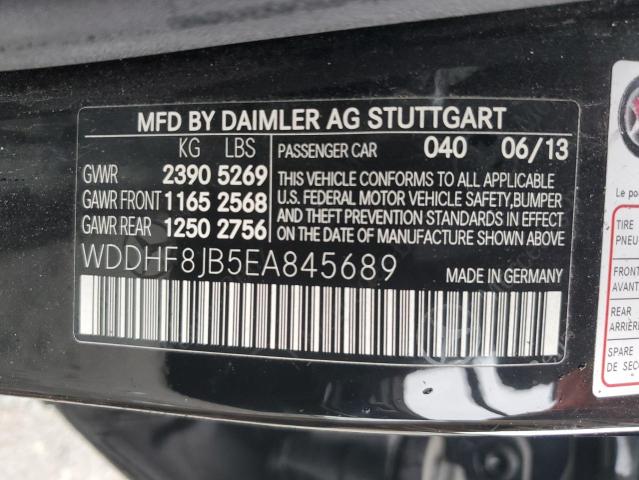 MFD BY DAIMLER AG STUTTGART
KG LBS
GVWR 2390 5269
GAWR FRONT 1165 2568
GAWR REAR 1250 2756
PASSENGER CAR 040 06/13
THIS VEHICLE CONFORMS TO ALL APPLICABLE
U.S. FEDERAL MOTOR VEHICLE SAFETY,BUMPER
AND THEFT PREVENTION STANDARDS IN EFFECT
ON THE DATE OF MANUFACTURE SHOWN ABOVE.
WDDHF8JB5EA845689
MADE IN GERMANY
Le
TIRE
FRONT
AVANT
REAR
ARRIÈRE
SPARE
DE